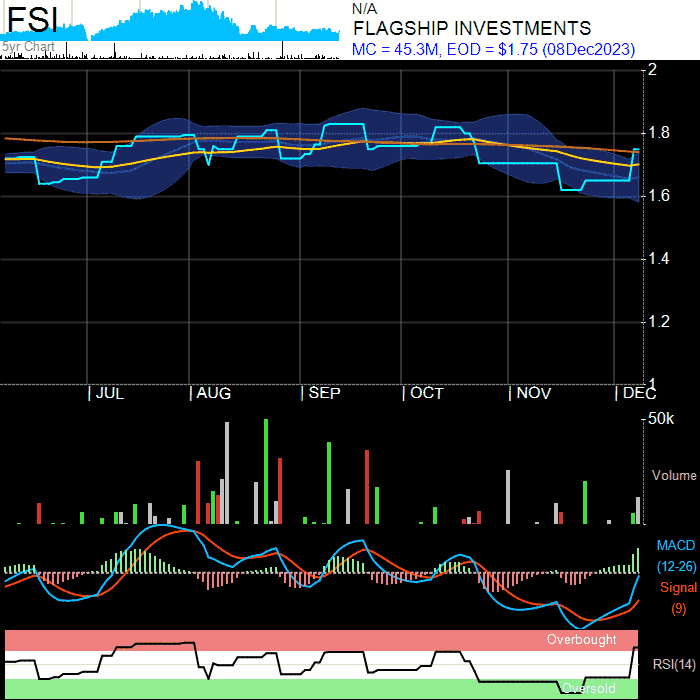 FSI
5yr Chart
N/A
FLAGSHIP INVESTMENTS
MC = 45.3M, EOD = $1.75 (08Dec2023)
2
1.8
1.6
1.4
1.2
1
JUL AUG SEP OCT NOV DEC
50k
Volume
MACD
(12-26)
Signal
(9)
Overbought
RSI(14)
Oversold